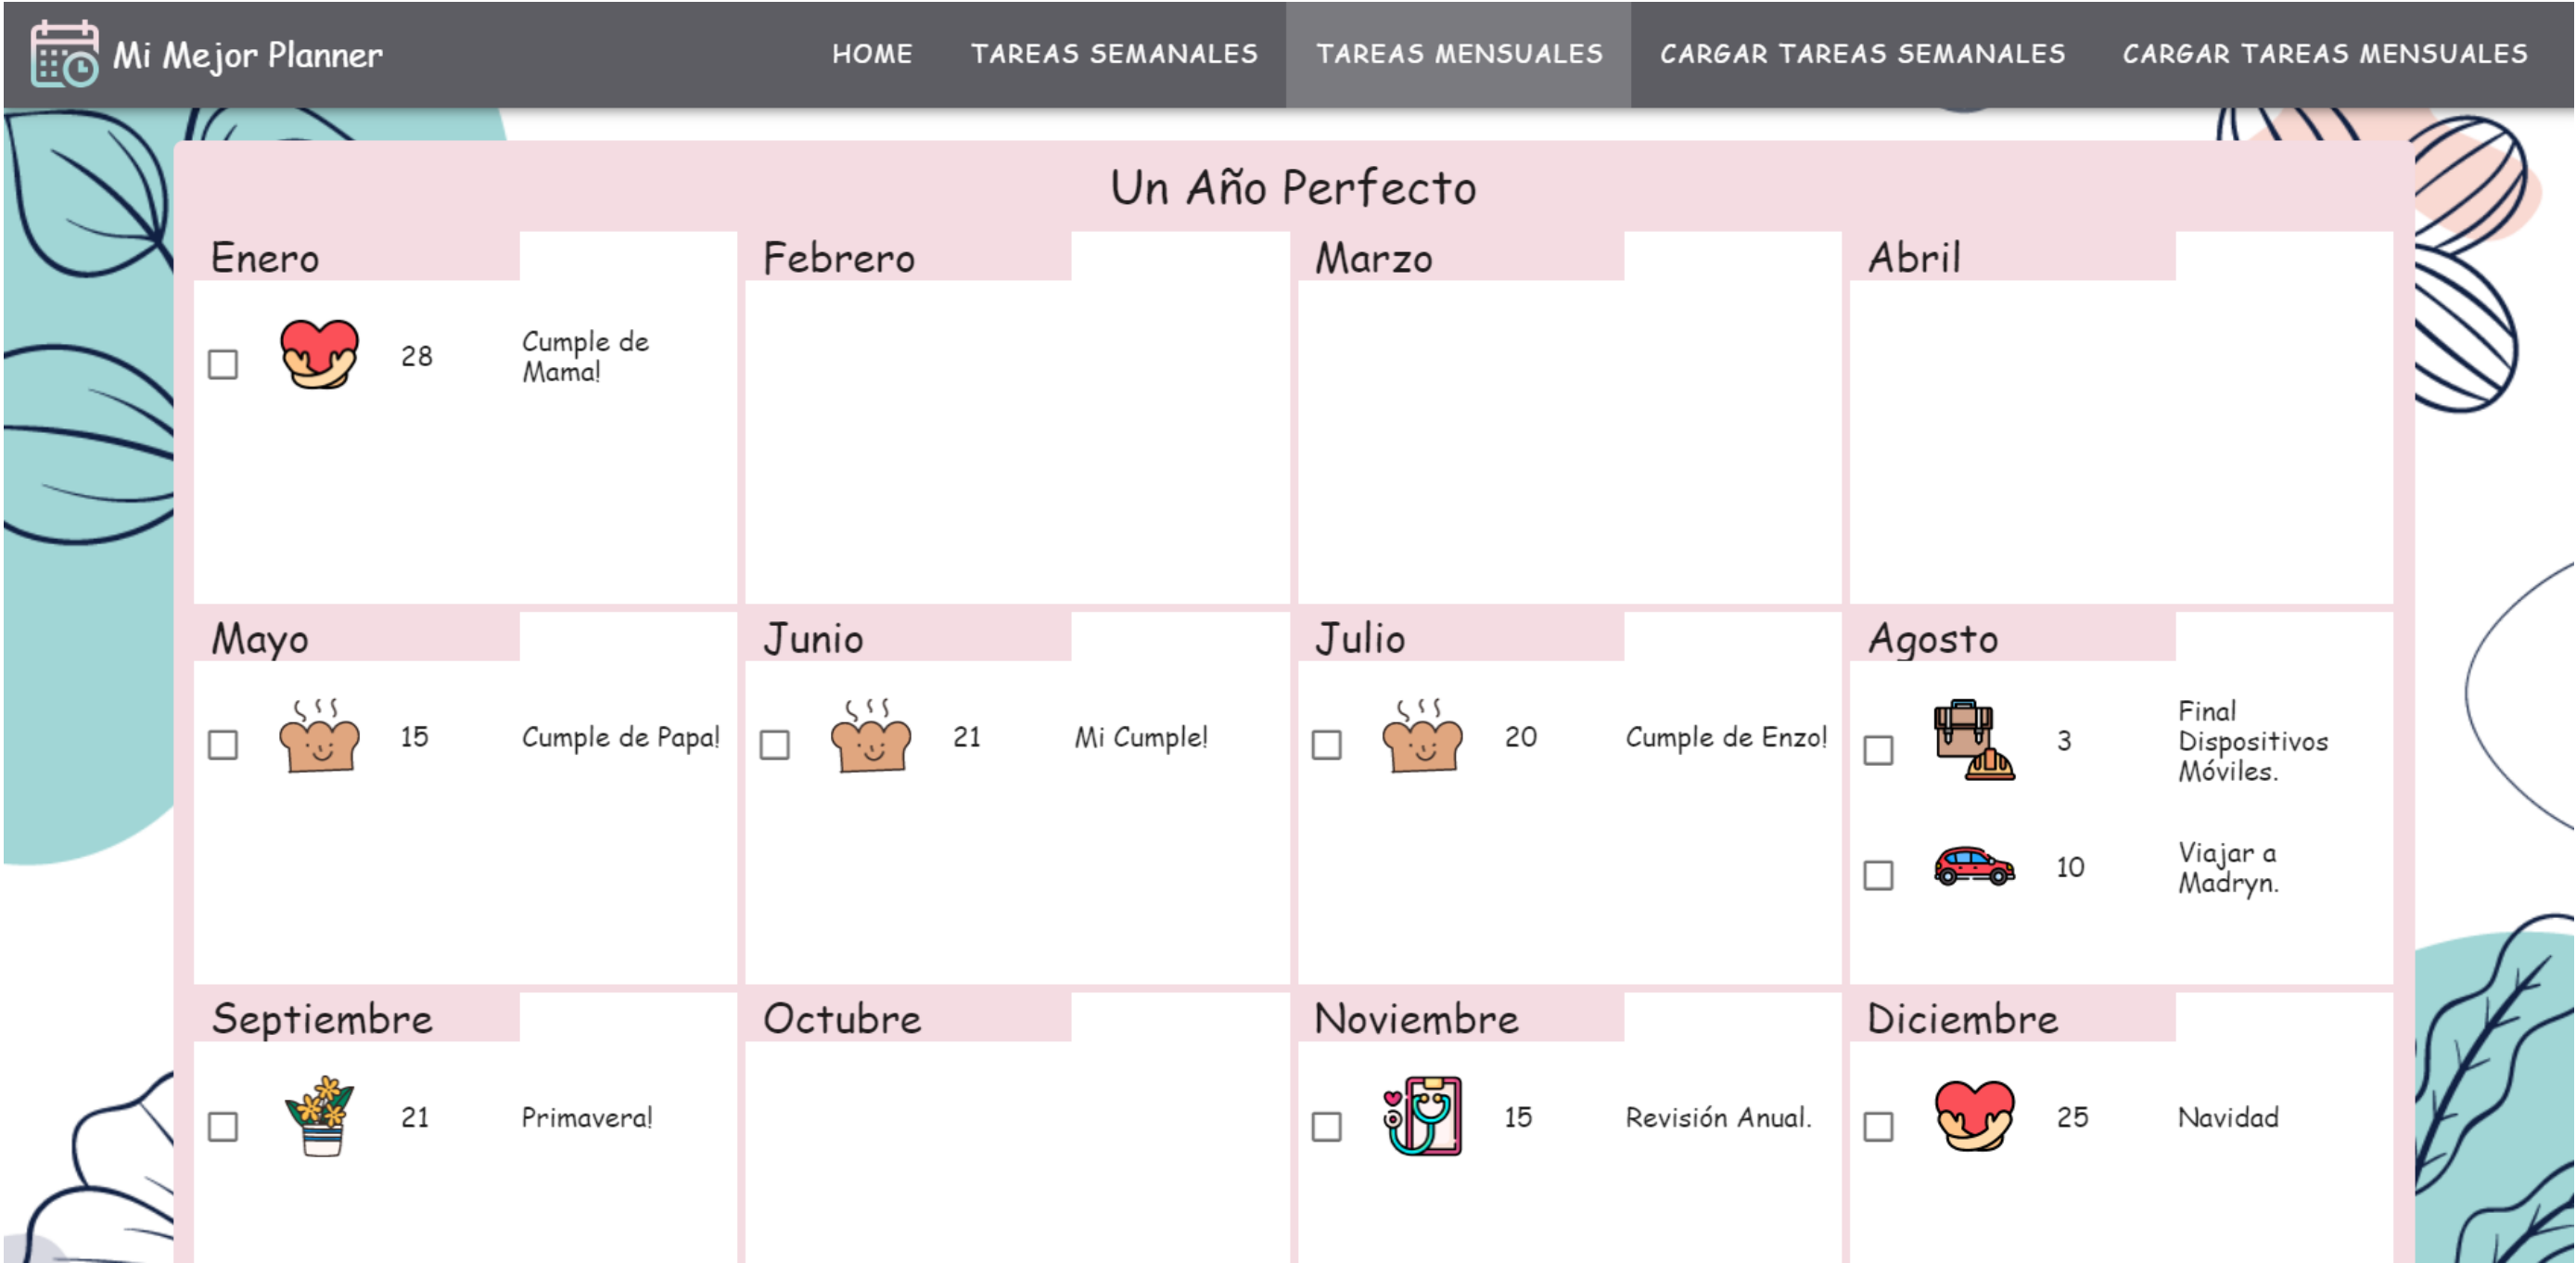 Mi Mejor Planner
HOME
TAREAS SEMANALES
TAREAS MENSUALES
CARGAR TAREAS SEMANALES
CARGAR TAREAS MENSUALES
Un Año Perfecto
Enero
28
Cumple de
Mama!
Febrero
Marzo
Abril
Mayo
15
Cumple de Papa!
Junio
21
Mi Cumple!
Julio
20
Cumple de Enzo!
Agosto
3
Final
Dispositivos
Móviles.
10
Viajar a
Madryn.
Septiembre
21
Primavera!
Octubre
Noviembre
15
Revisión Anual.
Diciembre
25
Navidad